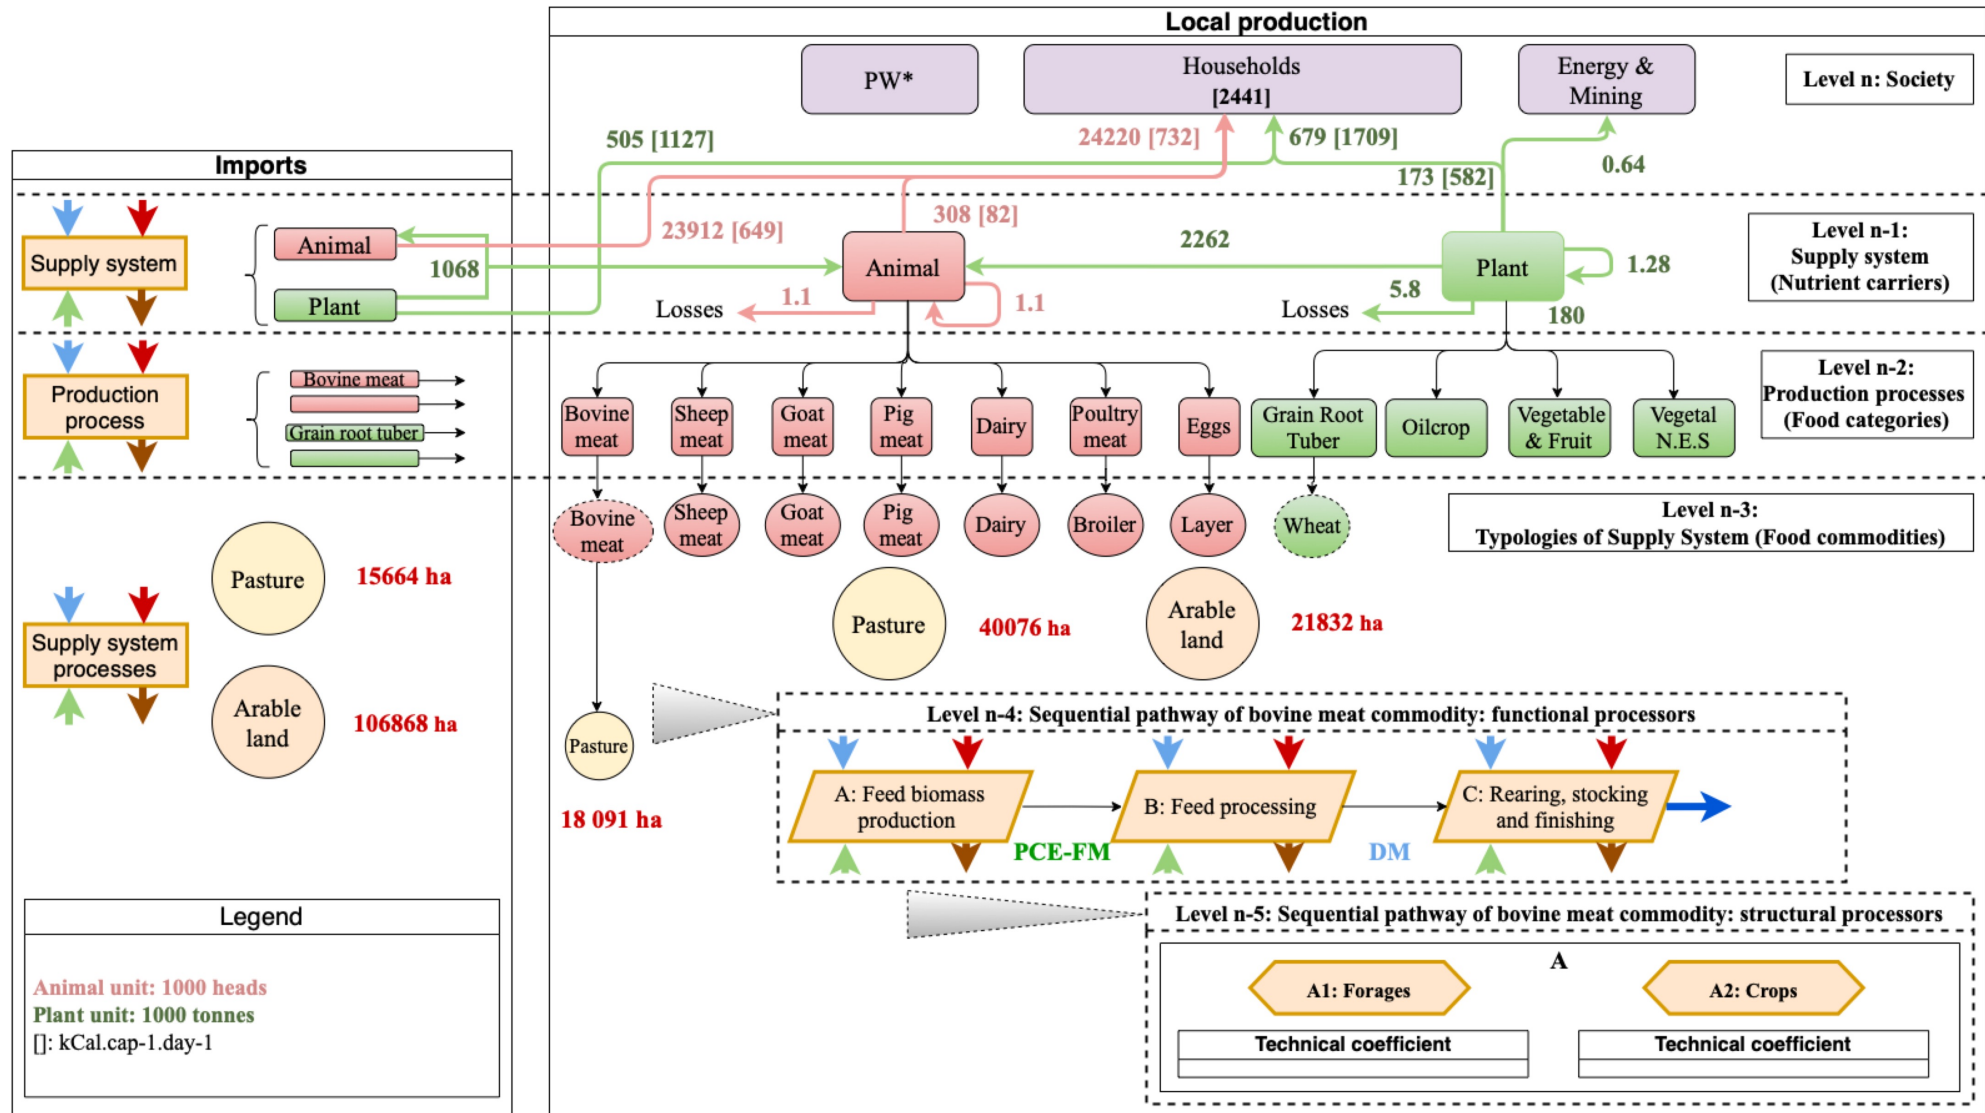 Local production
PW*
Households
[2441]
Energy &
Mining
Level n: Society
505 [1127]
24220 [732]
679 [1709]
173 [582]
0.64
Imports
Supply system
Animal
Plant
1068
23912 [649]
308 [82]
Animal
2262
Plant
1.28
Losses
1.1
1.1
Losses
5.8
180
Level n-1:
Supply system
(Nutrient carriers)
Production
process
Bovine meat
Grain root tuber
Bovine
meat
Sheep
meat
Goat
meat
Pig
meat
Dairy
Poultry
meat
Eggs
Grain Root
Tuber
Oilcrop
Vegetable
& Fruit
Vegetal
N.E.S
Level n-2:
Production processes
(Food categories)
Bovine
meat
Sheep
meat
Goat
meat
Pig
meat
Dairy
Broiler
Layer
Wheat
Level n-3:
Typologies of Supply System (Food commodities)
Supply system
processes
Pasture
15664 ha
Arable
land
106868 ha
Pasture
40076 ha
Arable
land
21832 ha
Pasture
18 091 ha
Level n-4: Sequential pathway of bovine meat commodity: functional processors
A: Feed biomass
production
PCE-FM
B: Feed processing
DM
C: Rearing, stocking
and finishing
Level n-5: Sequential pathway of bovine meat commodity: structural processors
A
A1: Forages
A2: Crops
Technical coefficient
Technical coefficient
Legend
Animal unit: 1000 heads
Plant unit: 1000 tonnes
[]: kCal.cap-1.day-1